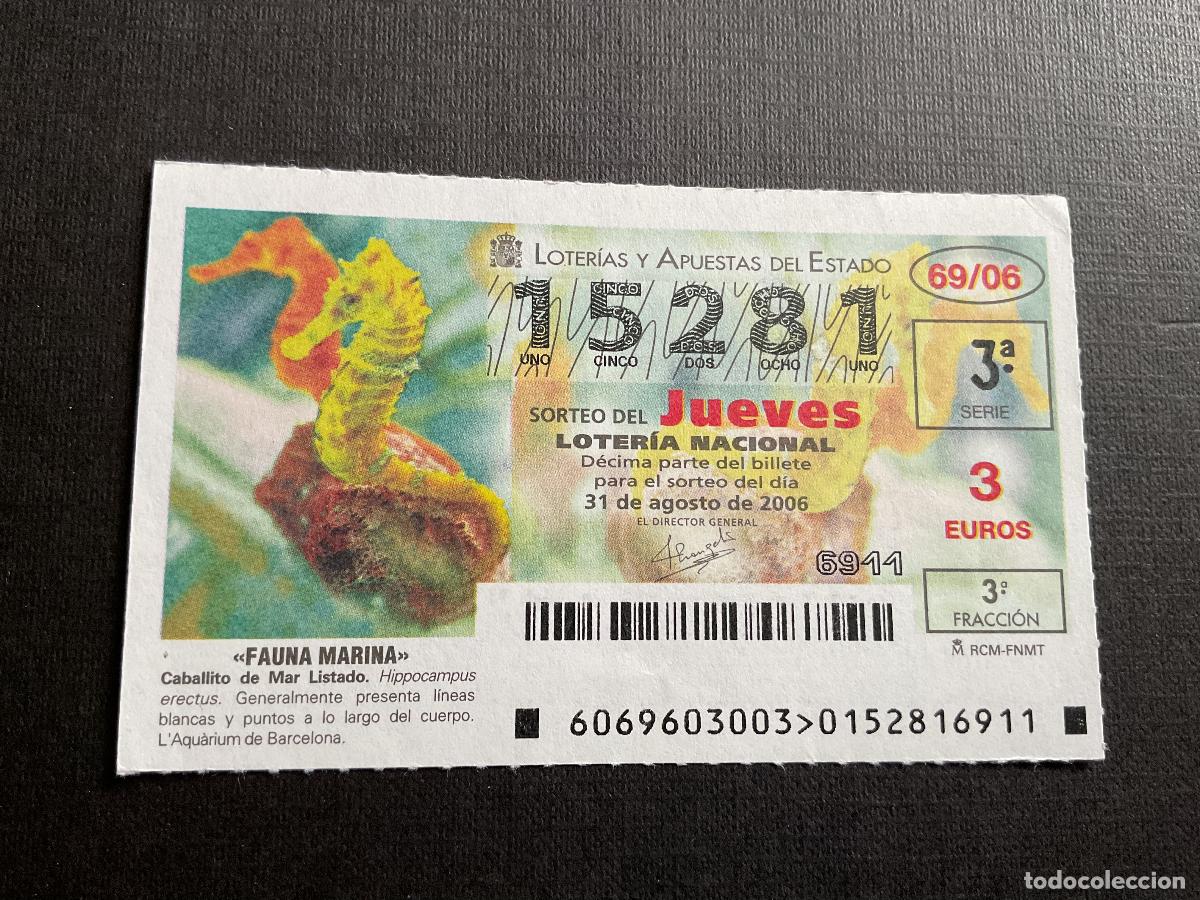 LOTERÍAS Y APUESTAS DEL ESTADO
69/06
15281
UNO CINCO DOS OCHO UNO
3ª
SERIE
SORTEO DEL Jueves
LOTERÍA NACIONAL
Décima parte del billete
para el sorteo del día
31 de agosto de 2006
EL DIRECTOR GENERAL
3
EUROS
6911
3ª
FRACCIÓN
RCM-FNMT
«FAUNA MARINA»
Caballito de Mar Listado. Hippocampus
erectus. Generalmente presenta líneas
blancas y puntos a lo largo del cuerpo.
L'Aquàrium de Barcelona.
6069603003>0152816911
todocoleccion